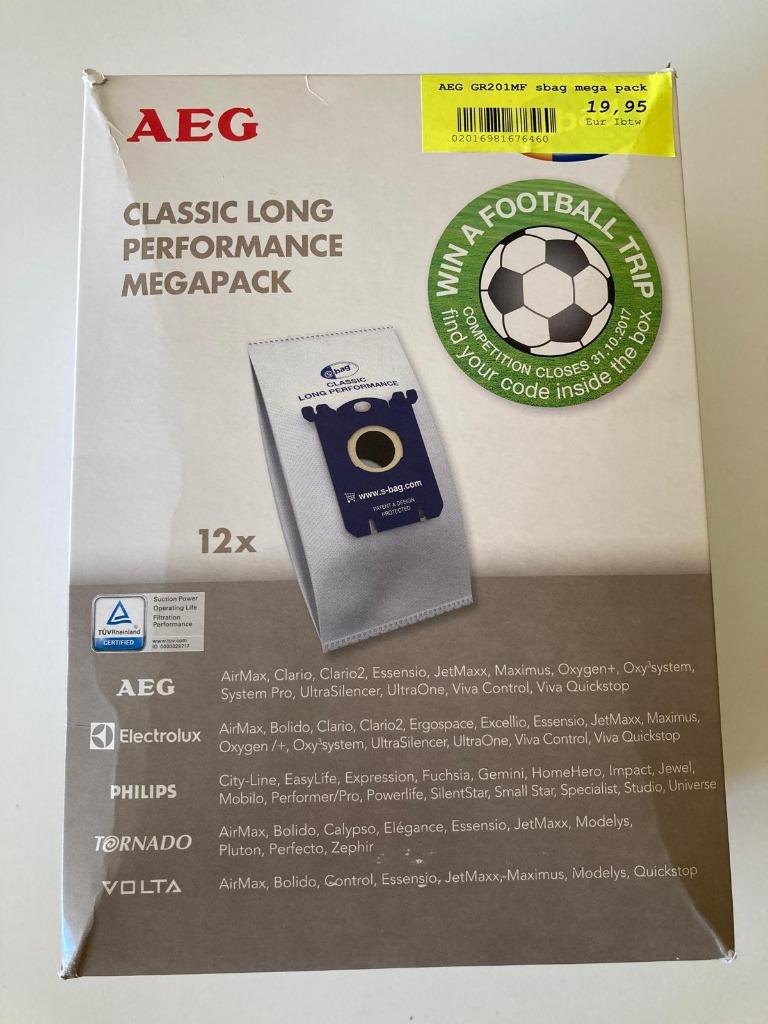 AEG GR201MF sbag mega pack
19,95
Eur Ibtw
02016981676460
AEG
CLASSIC LONG
PERFORMANCE
MEGAPACK
WIN A FOOTBALL TRIP
COMPETITION CLOSES 31.10.2017
find your code inside the box
s-bag
CLASSIC
LONG PERFORMANCE
www.s-bag.com
PATENT & DESIGN
PROTECTED
12x
TÜVRheinland
CERTIFIED
Suction Power
Operating Life
Filtration
Performance
www.tuv.com
AEG
AirMax, Clario, Clario2, Essensio, JetMaxx, Maximus, Oxygen+, Oxy³system,
System Pro, UltraSilencer, UltraOne, Viva Control, Viva Quickstop
Electrolux
AirMax, Bolido, Clario, Clario2, Ergospace, Excellio, Essensio, JetMaxx, Maximus,
Oxygen /+, Oxy³system, UltraSilencer, UltraOne, Viva Control, Viva Quickstop
PHILIPS
City-Line, EasyLife, Expression, Fuchsia, Gemini, HomeHero, Impact, Jewel,
Mobilo, Performer/Pro, Powerlife, SilentStar, Small Star, Specialist, Studio, Universe
TORNADO
AirMax, Bolido, Calypso, Elégance, Essensio, JetMaxx, Modelys,
Pluton, Perfecto, Zephir
VOLTA
AirMax, Bolido, Control, Essensio, JetMaxx, Maximus, Modelys, Quickstop